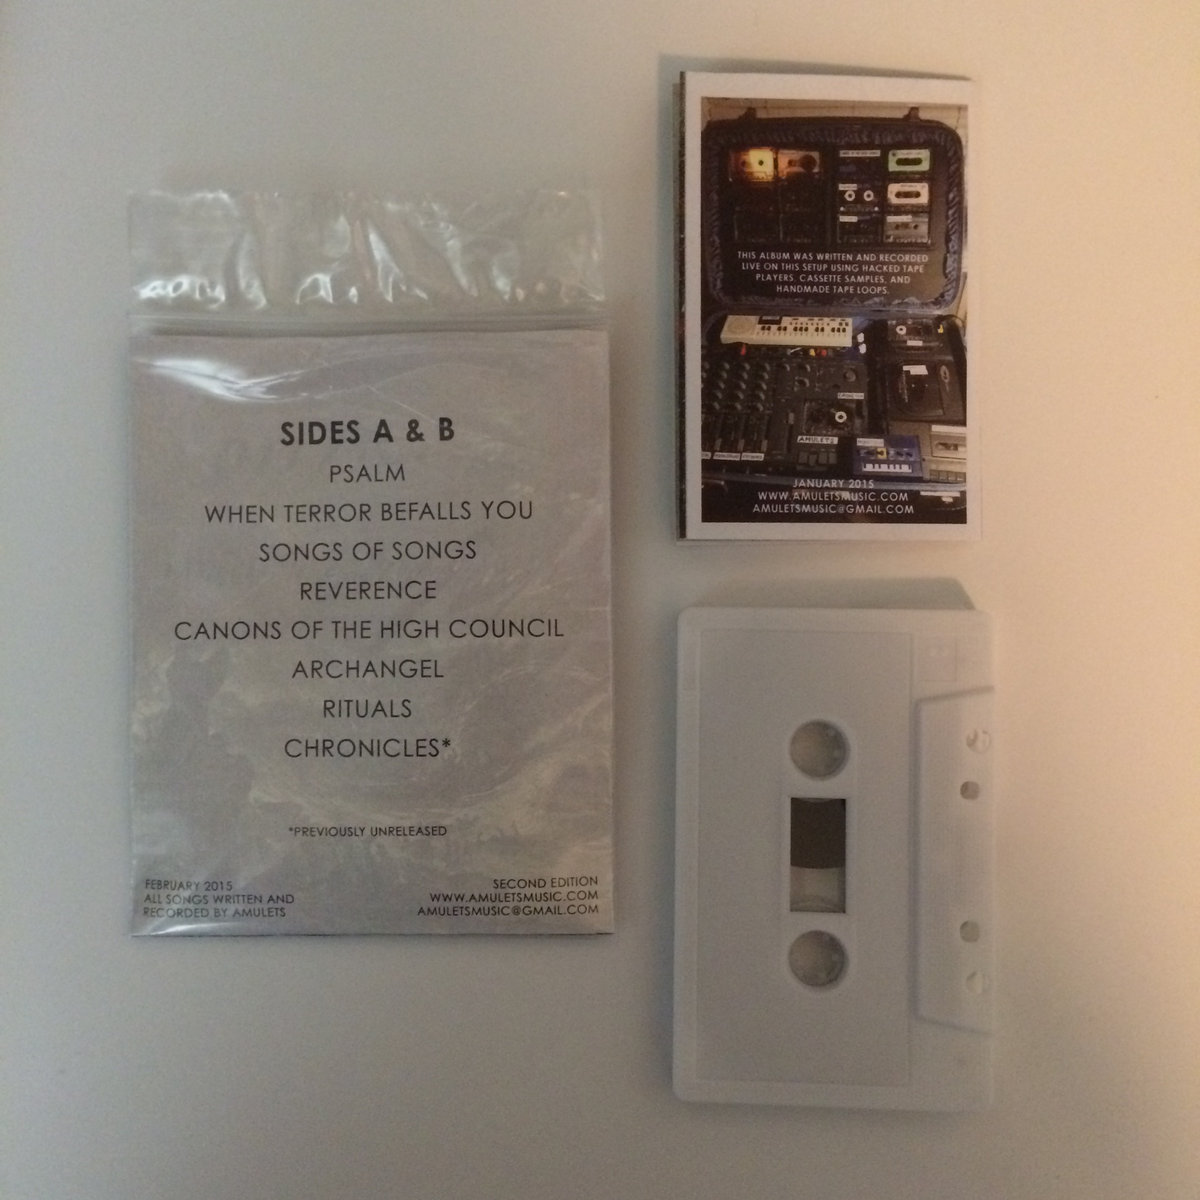 SIDES A & B
PSALM
WHEN TERROR BEFALLS YOU
SONGS OF SONGS
REVERENCE
CANONS OF THE HIGH COUNCIL
ARCHANGEL
RITUALS
CHRONICLES*
*PREVIOUSLY UNRELEASED
FEBRUARY 2015
ALL SONGS WRITTEN AND
RECORDED BY AMULETS
SECOND EDITION
WWW.AMULETSMUSIC.COM
AMULETSMUSIC@GMAIL.COM
THIS ALBUM WAS WRITTEN AND RECORDED
LIVE ON THIS SETUP USING HACKED TAPE
PLAYERS, CASSETTE SAMPLES, AND
HANDMADE TAPE LOOPS.
AMULETS
JANUARY 2015
WWW.AMULETSMUSIC.COM
AMULETSMUSIC@GMAIL.COM